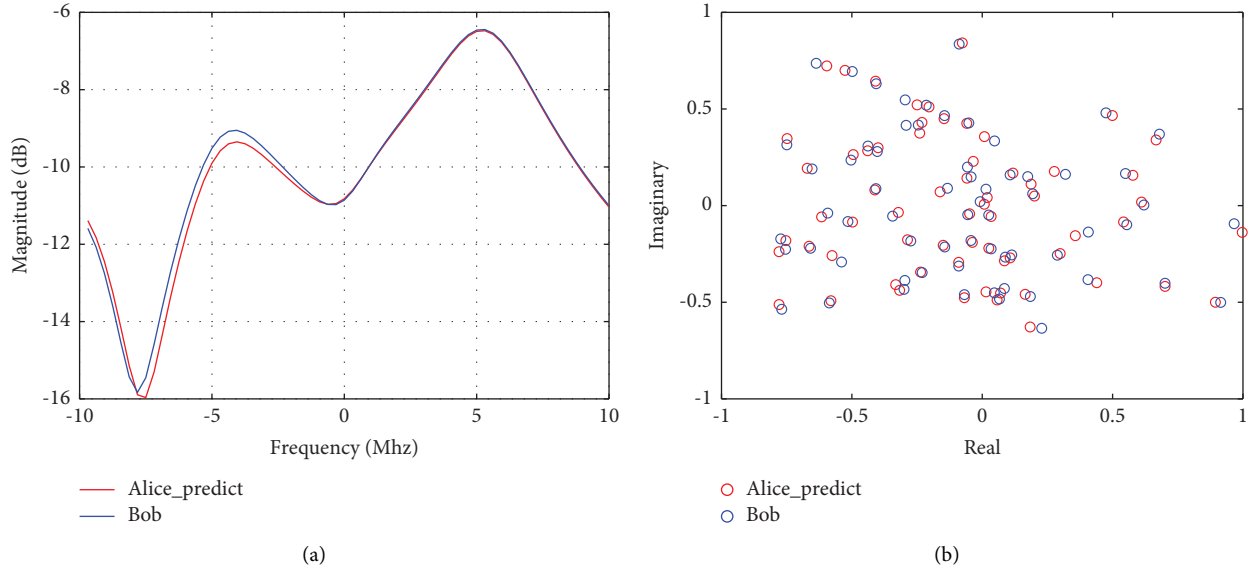 -6
-8
-10
-12
-14
-16
Magnitude (dB)
-10
-5
0
5
10
Frequency (Mhz)
Alice_predict
Bob
(a)
1
0.5
0
-0.5
-1
Imaginary
-1
-0.5
0
0.5
1
Real
Alice_predict
Bob
(b)